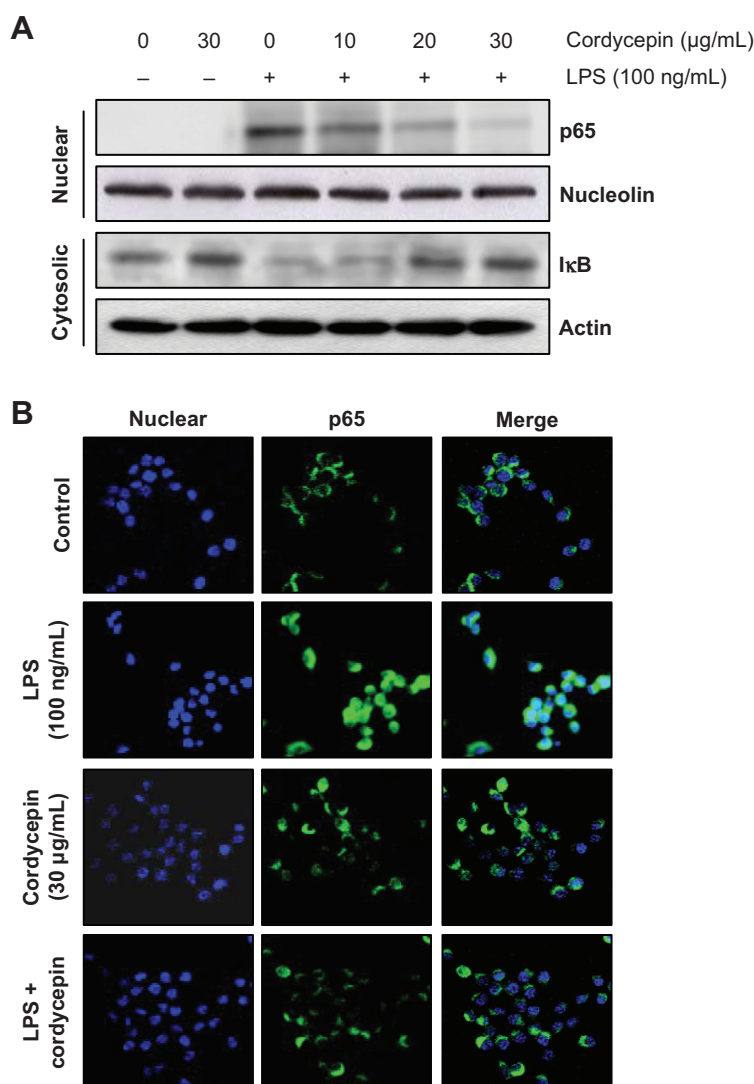 A
0 30 0 10 20 30 Cordycepin (µg/mL)
– – + + + + LPS (100 ng/mL)
Nuclear
p65
Nucleolin
Cytosolic
IκB
Actin
B
Nuclear p65 Merge
Control
LPS
(100 ng/mL)
Cordycepin
(30 µg/mL)
LPS +
cordycepin